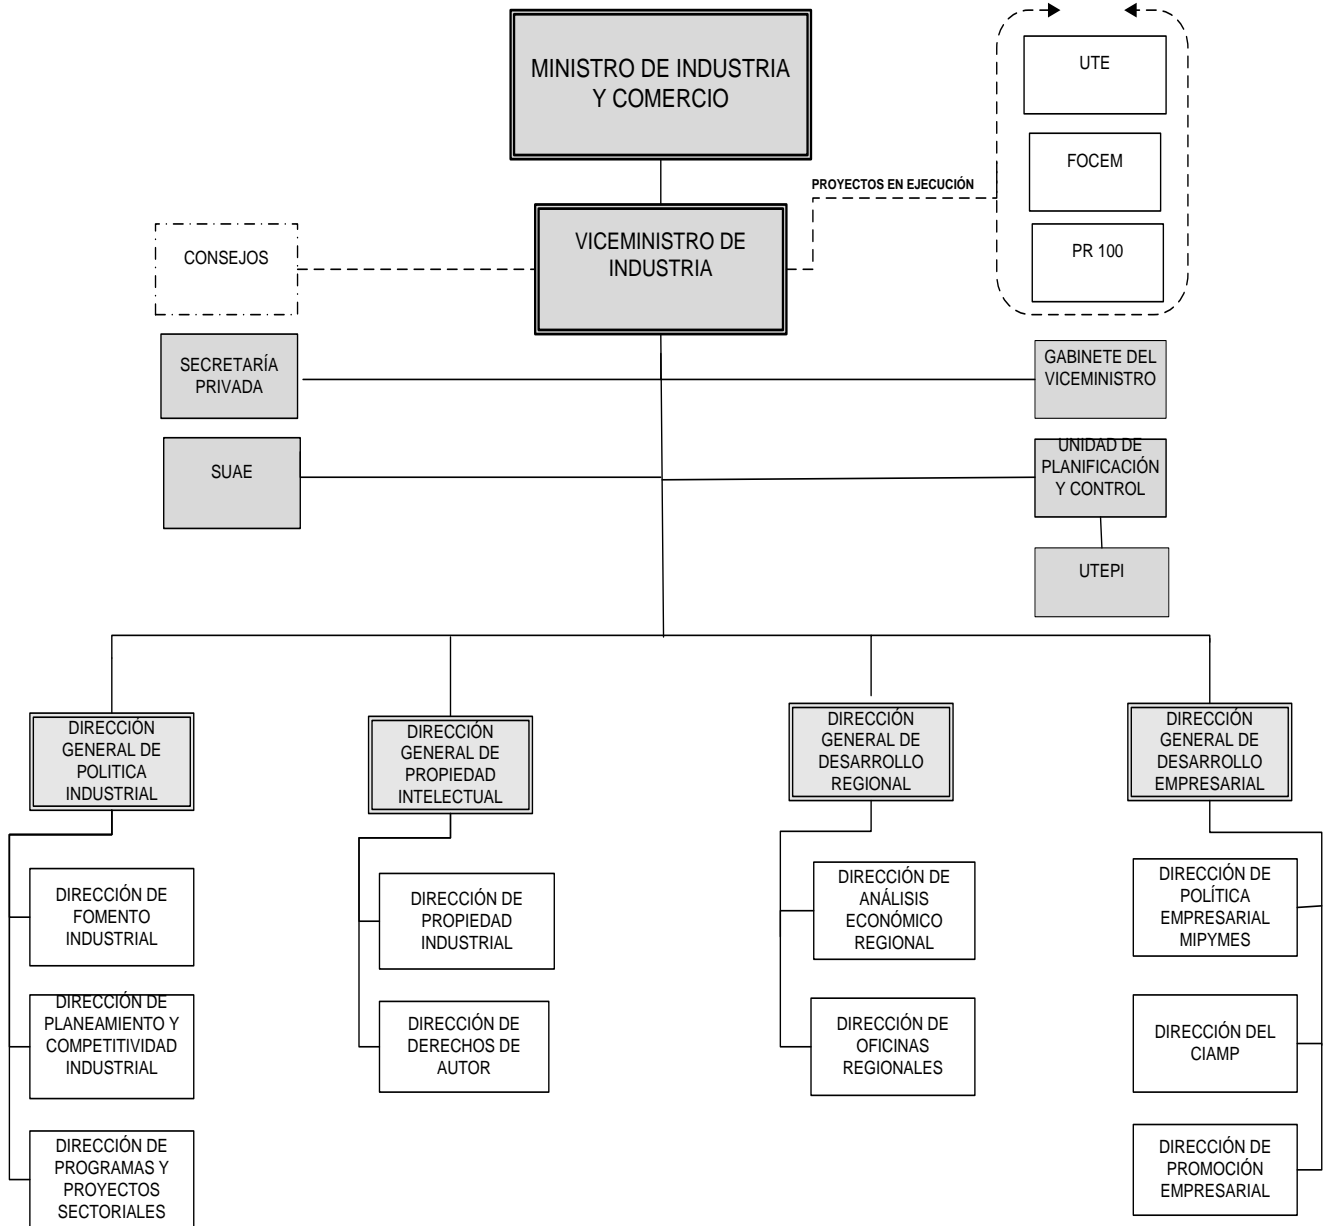 MINISTRO DE INDUSTRIA
Y COMERCIO
UTE
FOCEM
PR 100
PROYECTOS EN EJECUCIÓN
VICEMINISTRO DE
INDUSTRIA
CONSEJOS
SECRETARÍA
PRIVADA
GABINETE DEL
VICEMINISTRO
SUAE
UNIDAD DE
PLANIFICACIÓN
Y CONTROL
UTEPI
DIRECCIÓN
GENERAL DE
POLITICA
INDUSTRIAL
DIRECCIÓN
GENERAL DE
PROPIEDAD
INTELECTUAL
DIRECCIÓN
GENERAL DE
DESARROLLO
REGIONAL
DIRECCIÓN
GENERAL DE
DESARROLLO
EMPRESARIAL
DIRECCIÓN DE
FOMENTO
INDUSTRIAL
DIRECCIÓN DE
PROPIEDAD
INDUSTRIAL
DIRECCIÓN DE
ANÁLISIS
ECONÓMICO
REGIONAL
DIRECCIÓN DE
POLÍTICA
EMPRESARIAL
MIPYMES
DIRECCIÓN DE
PLANEAMIENTO Y
COMPETITIVIDAD
INDUSTRIAL
DIRECCIÓN DE
DERECHOS DE
AUTOR
DIRECCIÓN DE
OFICINAS
REGIONALES
DIRECCIÓN DEL
CIAMP
DIRECCIÓN DE
PROGRAMAS Y
PROYECTOS
SECTORIALES
DIRECCIÓN DE
PROMOCIÓN
EMPRESARIAL